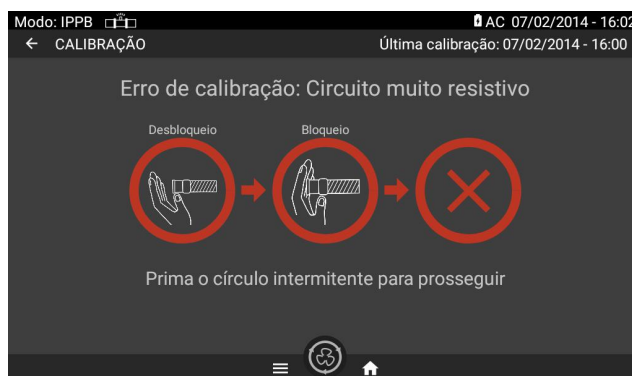 Modo: IPPB AC 07/02/2014 - 16:02
CALIBRAÇÃO Última calibração: 07/02/2014 - 16:00
Erro de calibração: Circuito muito resistivo
Desbloqueio Bloqueio
Prima o círculo intermitente para prosseguir